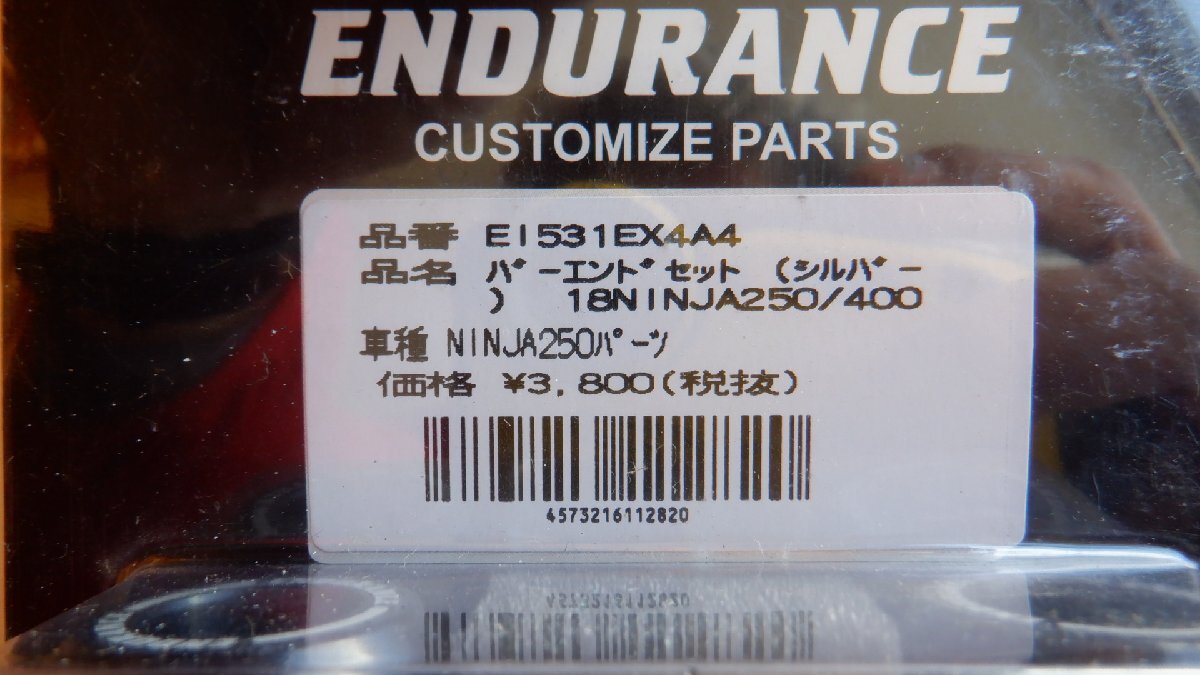 ENDURANCE
CUSTOMIZE PARTS
品番 EI531EX4A4
品名 バーエンドセット (シルバー
) 18NINJA250/400
車種 NINJA250パーツ
価格 ¥3,800(税抜)
4573216112820